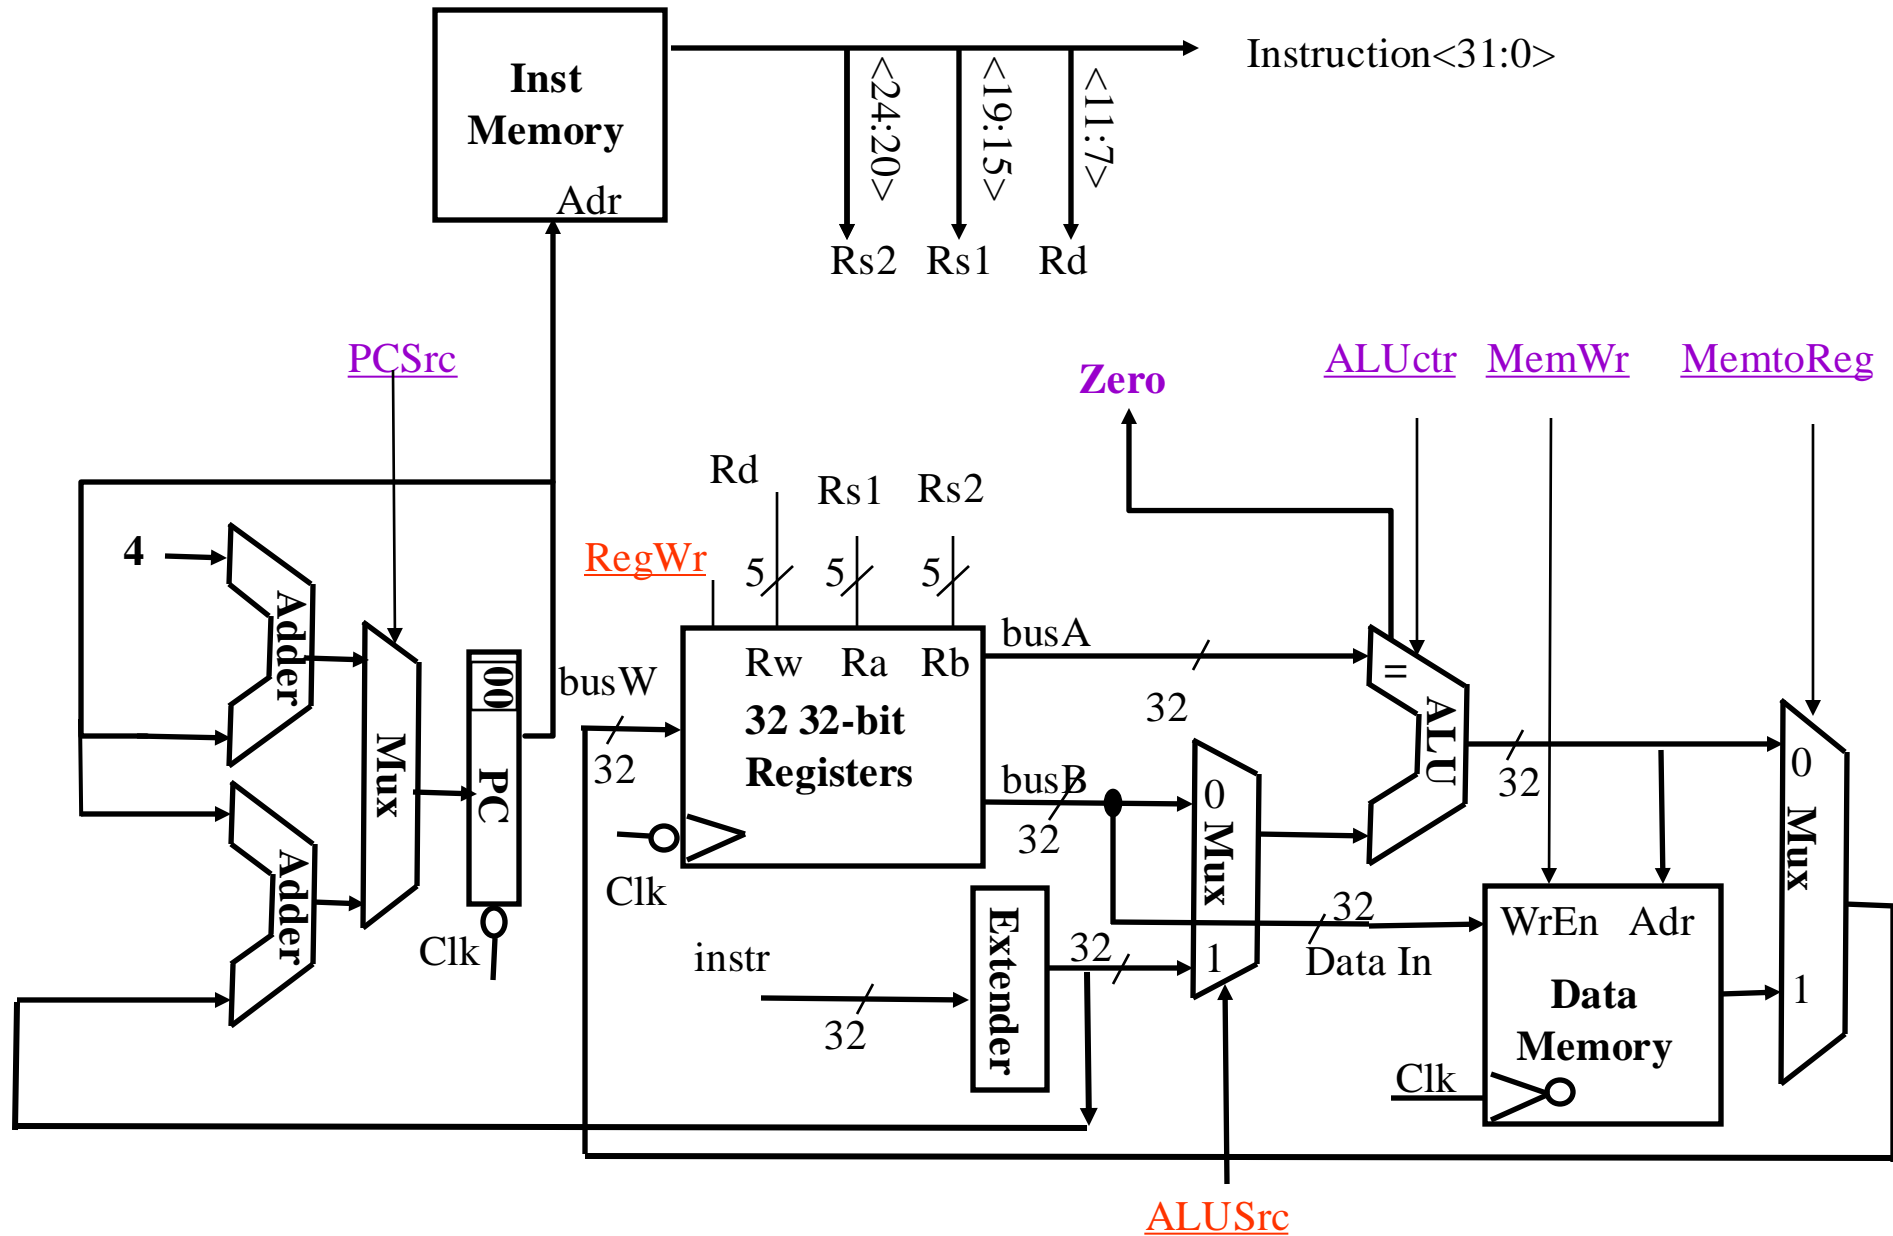 Inst
Memory
Adr
Instruction<31:0>
<24:20>
<19:15>
<11:7>
Rs2
Rs1
Rd
PCSrc
Zero
ALUctr
MemWr
MemtoReg
4
Adder
Adder
Mux
00
PC
Clk
RegWr
Rd
Rs1
Rs2
5
5
5
busW
32
Rw
Ra
Rb
32 32-bit
Registers
Clk
busA
32
busB
32
instr
32
Extender
32
0
Mux
1
ALUSrc
=
ALU
32
32
Data In
WrEn
Adr
Data
Memory
Clk
0
Mux
1